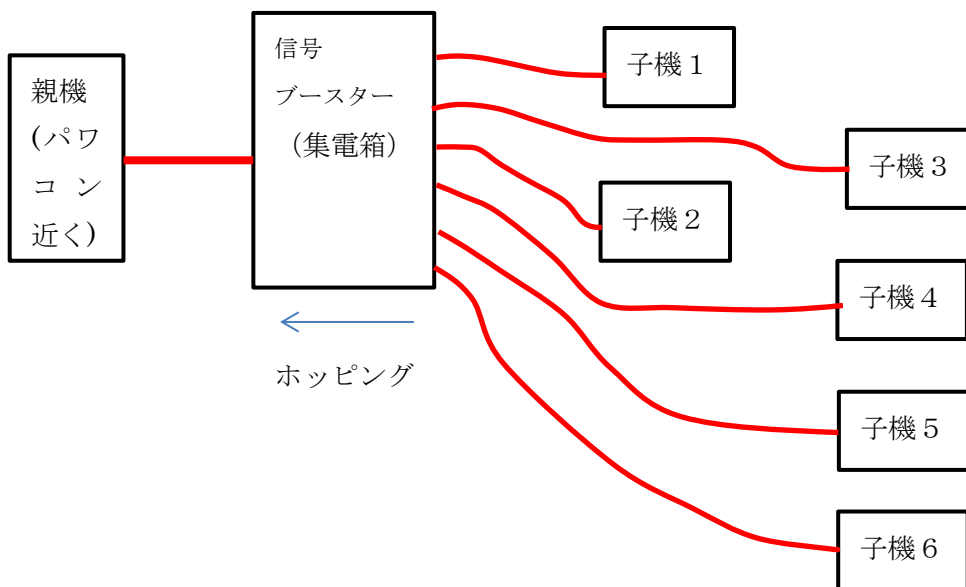 親機
(パワ
コン
近く)
信号
ブースター
（集電箱）
ホッピング
子機１
子機３
子機２
子機４
子機５
子機６